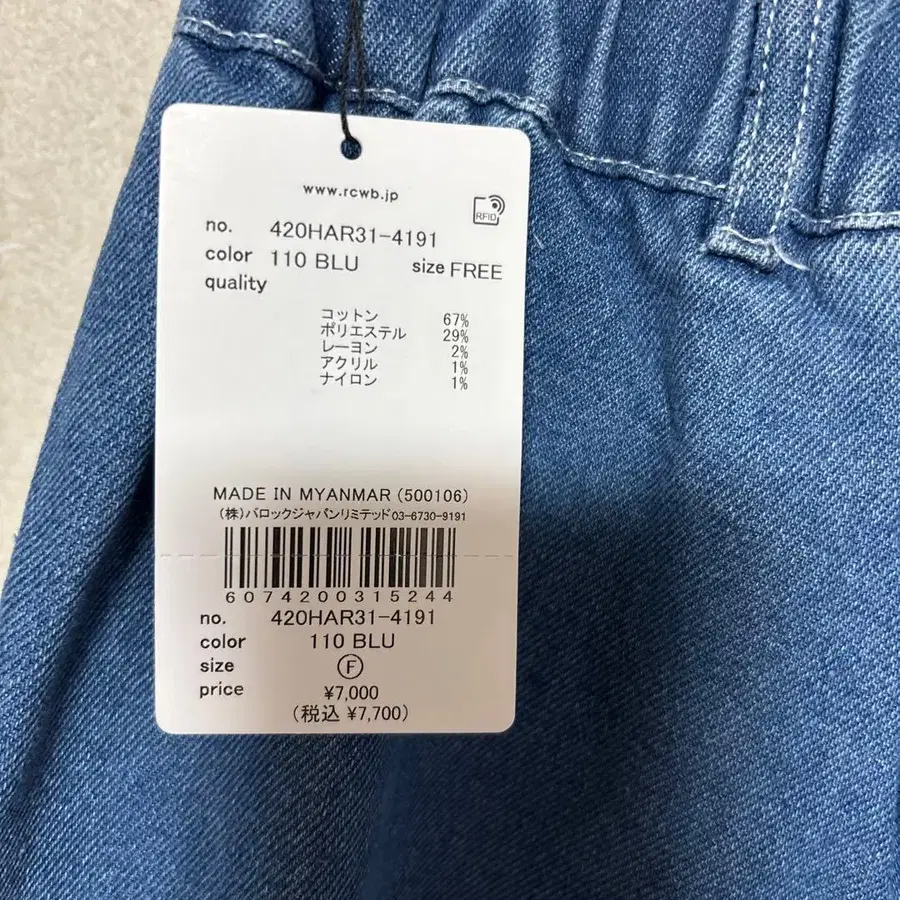 www.rcwb.jp
RFID
no. 420HAR31-4191
color 110 BLU size FREE
quality
コットン 67%
ポリエステル 29%
レーヨン 2%
アクリル 1%
ナイロン 1%
MADE IN MYANMAR (500106)
(株)バロックジャパンリミテッド03-6730-9191
6074200315244
no. 420HAR31-4191
color 110 BLU
size F
price ¥7,000
(税込 ¥7,700)